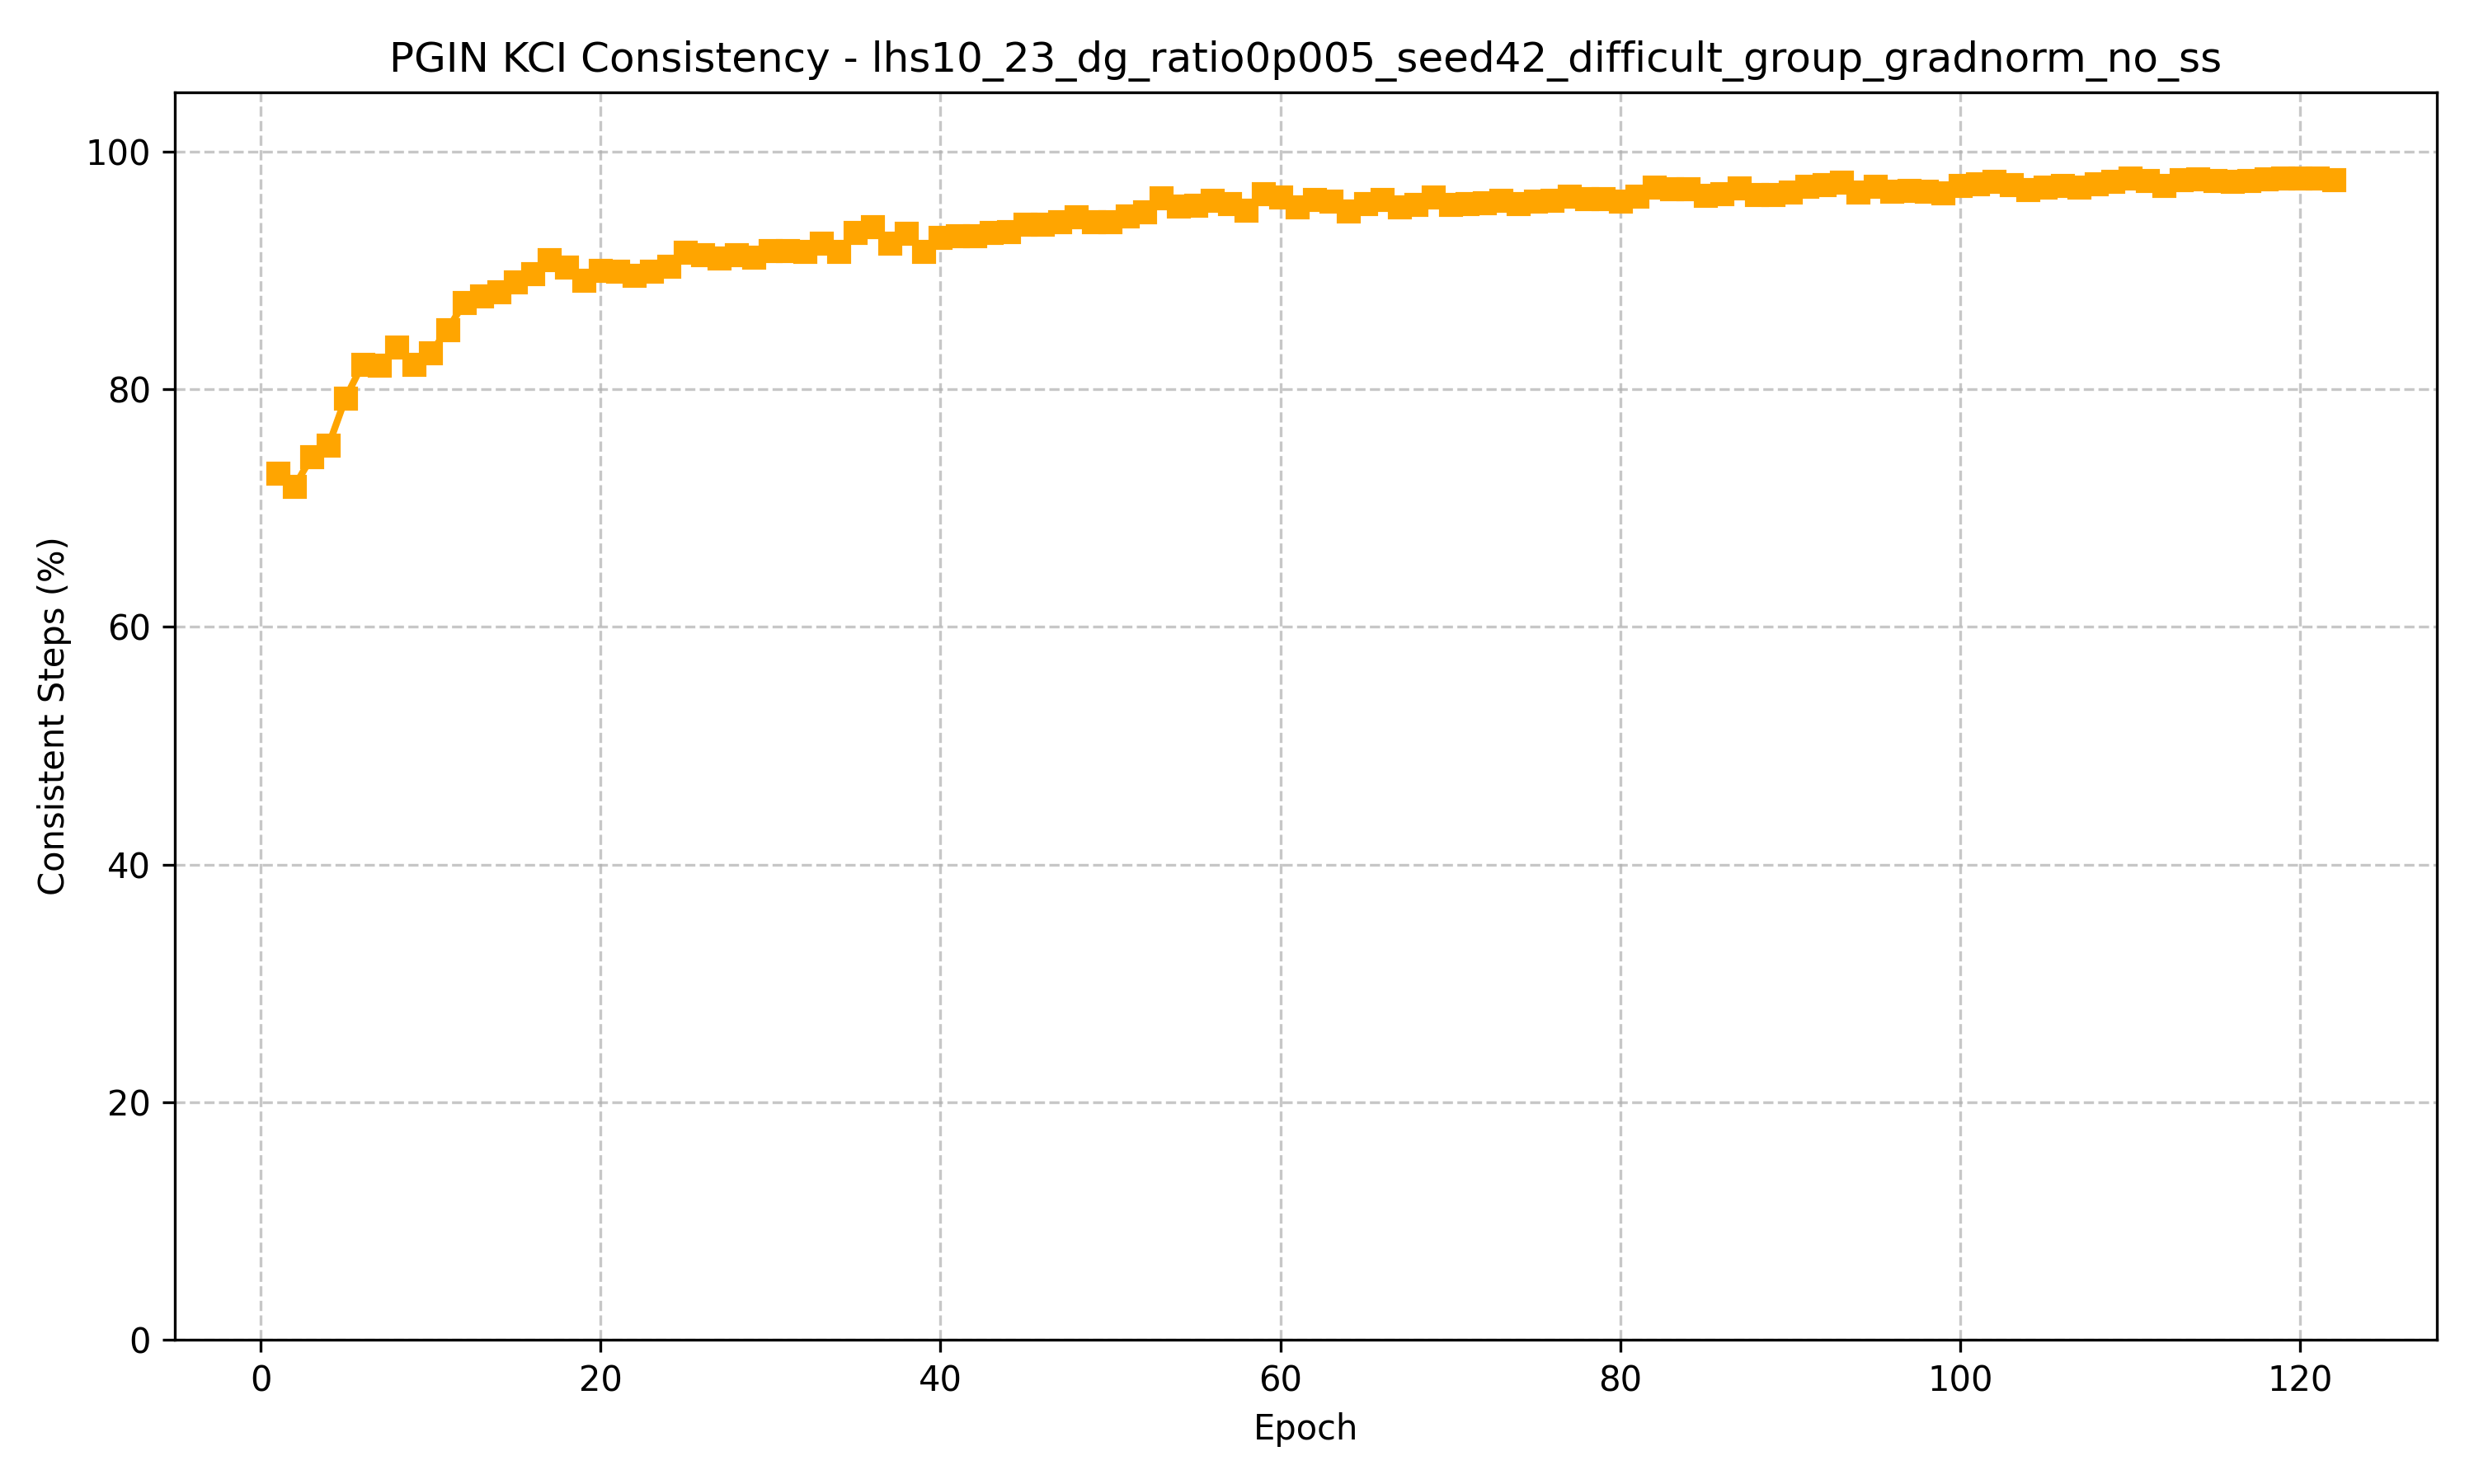 PGIN KCI Consistency - lhs10_23_dg_ratio0p005_seed42_difficult_group_gradnorm_no_ss
Consistent Steps (%)
100
80
60
40
20
0
0 20 40 60 80 100 120
Epoch